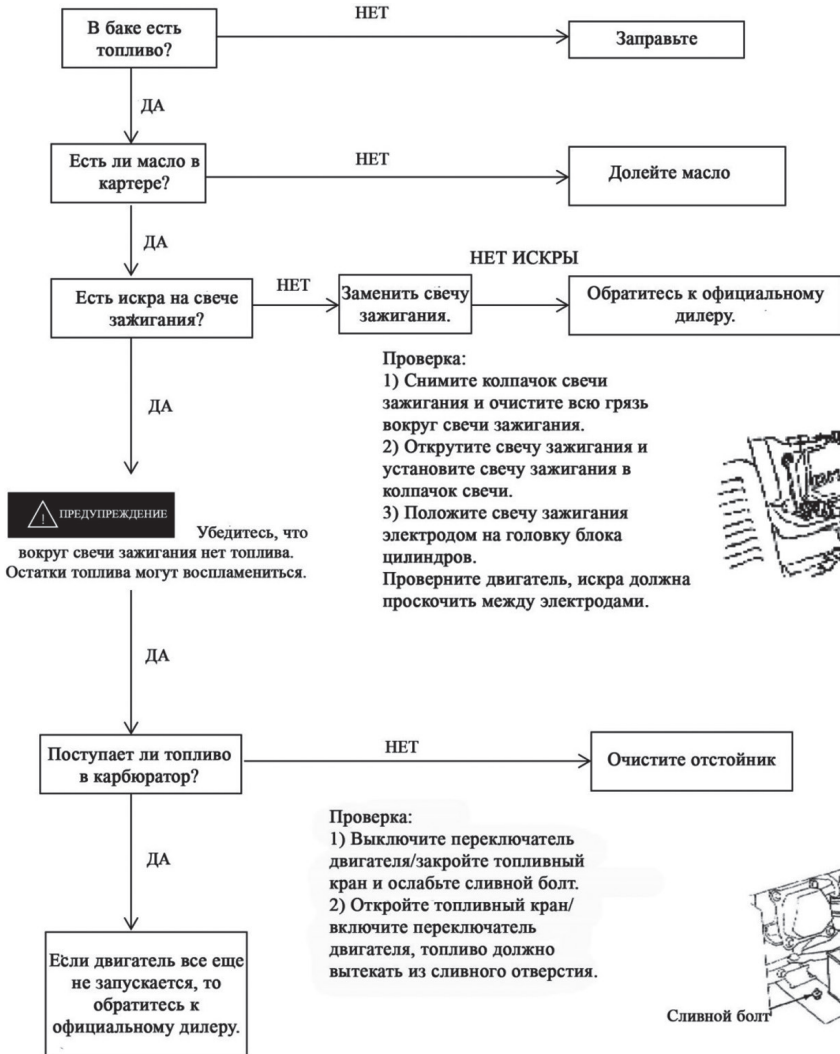 НЕТ
В баке есть
топливо?
Заправьте
ДА
Есть ли масло в
картере?
НЕТ
Долейте масло
ДА
НЕТ ИСКРЫ
Есть искра на свече
зажигания?
НЕТ
Заменить свечу
зажигания.
Обратитесь к официальному
дилеру.
Проверка:
1) Снимите колпачок свечи
зажигания и очистите всю грязь
вокруг свечи зажигания.
2) Открутите свечу зажигания и
установите свечу зажигания в
колпачок свечи.
3) Положите свечу зажигания
электродом на головку блока
цилиндров.
Проверните двигатель, искра должна
проскочить между электродами.
ДА
ПРЕДУПРЕЖДЕНИЕ
Убедитесь, что
вокруг свечи зажигания нет топлива.
Остатки топлива могут воспламениться.
ДА
Поступает ли топливо
в карбюратор?
НЕТ
Очистите отстойник
Проверка:
1) Выключите переключатель
двигателя/закройте топливный
кран и ослабьте сливной болт.
2) Откройте топливный кран/
включите переключатель
двигателя, топливо должно
вытекать из сливного отверстия.
ДА
Если двигатель все еще
не запускается, то
обратитесь к
официальному дилеру.
Сливной болт